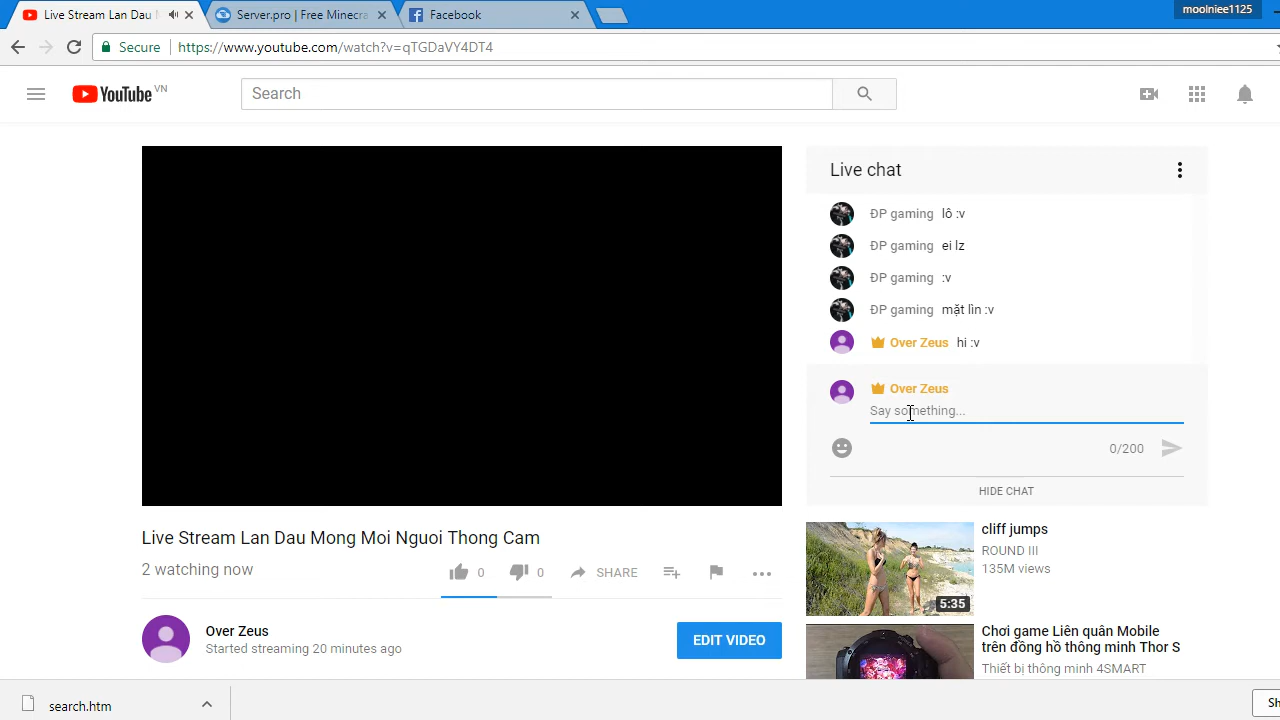 Live Stream Lan Dau
Server.pro | Free Minecra
Facebook
moolniee1125
Secure
https://www.youtube.com/watch?v=qTGDaVY4DT4
YouTube VN
Search
Live chat
ĐP gaming lô :v
ĐP gaming ei lz
ĐP gaming :v
ĐP gaming mặt lìn :v
Over Zeus hi :v
Over Zeus
Say something...
0/200
HIDE CHAT
Live Stream Lan Dau Mong Moi Nguoi Thong Cam
2 watching now
0
0
SHARE
Over Zeus
Started streaming 20 minutes ago
EDIT VIDEO
5:35
cliff jumps
ROUND III
135M views
Chơi game Liên quân Mobile
trên đồng hồ thông minh Thor S
Thiết bị thông minh 4SMART
search.htm
Sh